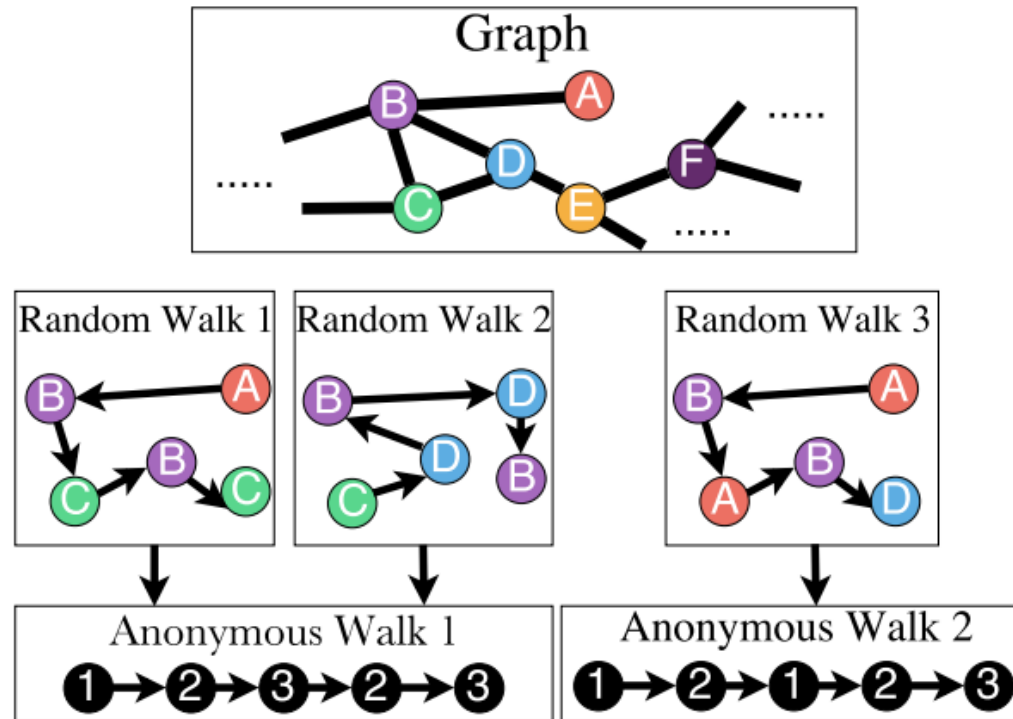 Graph
B A
.....
D F
.....
C E
.....
Random Walk 1
B A
B
C C
Random Walk 2
B D
D B
C
Random Walk 3
B A
B
A D
Anonymous Walk 1
1 2 3 2 3
Anonymous Walk 2
1 2 1 2 3